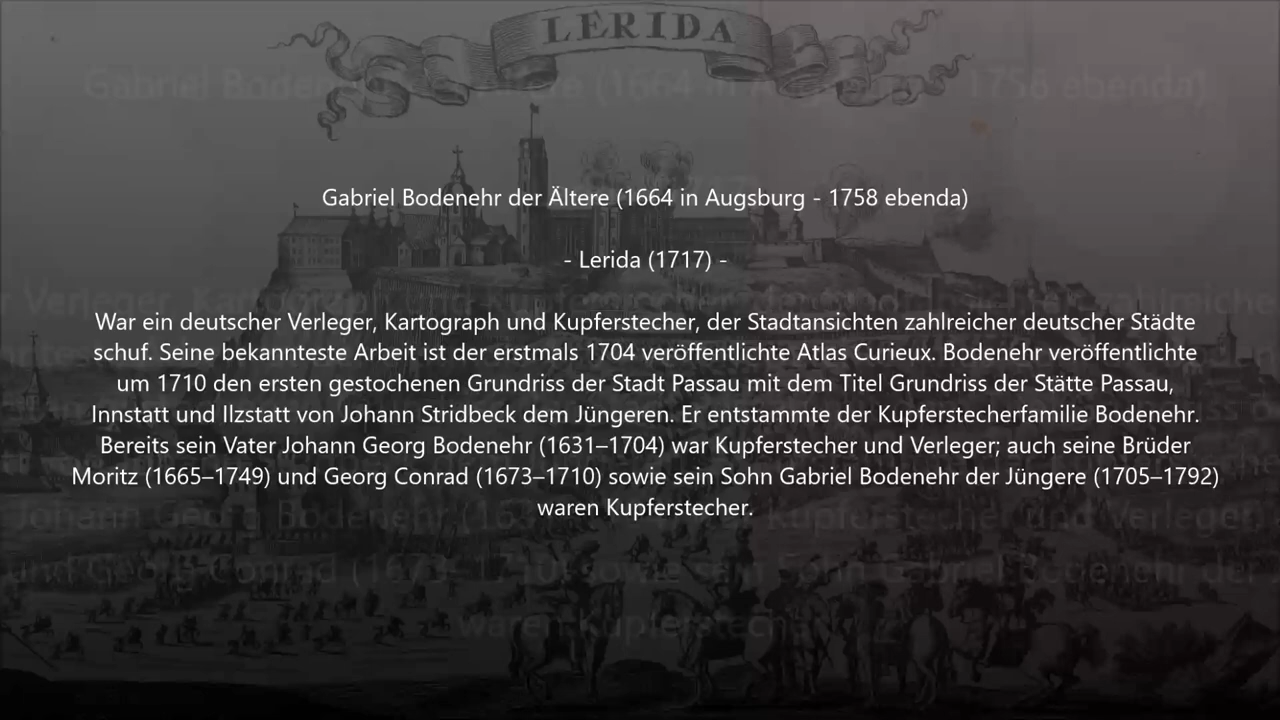 LERIDA
Gabriel Bodenehr der Ältere (1664 in Augsburg - 1758 ebenda)
- Lerida (1717) -
War ein deutscher Verleger, Kartograph und Kupferstecher, der Stadtansichten zahlreicher deutscher Städte
schuf. Seine bekannteste Arbeit ist der erstmals 1704 veröffentlichte Atlas Curieux. Bodenehr veröffentlichte
um 1710 den ersten gestochenen Grundriss der Stadt Passau mit dem Titel Grundriss der Stätte Passau,
Innstatt und Ilzstatt von Johann Stridbeck dem Jüngeren. Er entstammte der Kupferstecherfamilie Bodenehr.
Bereits sein Vater Johann Georg Bodenehr (1631–1704) war Kupferstecher und Verleger; auch seine Brüder
Moritz (1665–1749) und Georg Conrad (1673–1710) sowie sein Sohn Gabriel Bodenehr der Jüngere (1705–1792)
waren Kupferstecher.